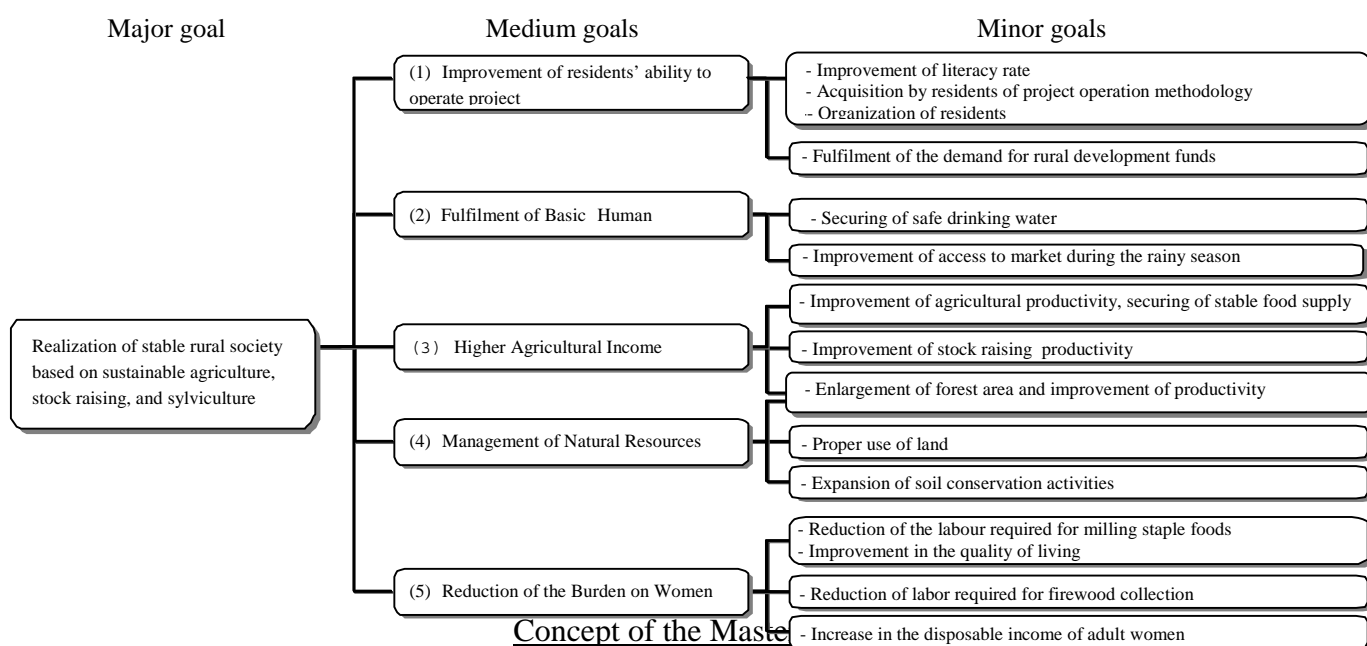 Major goal
Medium goals
Minor goals
Realization of stable rural society
based on sustainable agriculture,
stock raising, and sylviculture
(1) Improvement of residents' ability to
operate project
- Improvement of literacy rate
- Acquisition by residents of project operation methodology
- Organization of residents
- Fulfilment of the demand for rural development funds
(2) Fulfilment of Basic Human
- Securing of safe drinking water
- Improvement of access to market during the rainy season
(3) Higher Agricultural Income
- Improvement of agricultural productivity, securing of stable food supply
- Improvement of stock raising productivity
- Enlargement of forest area and improvement of productivity
(4) Management of Natural Resources
- Proper use of land
- Expansion of soil conservation activities
(5) Reduction of the Burden on Women
- Reduction of the labour required for milling staple foods
- Improvement in the quality of living
- Reduction of labor required for firewood collection
- Increase in the disposable income of adult women
Concept of the Maste